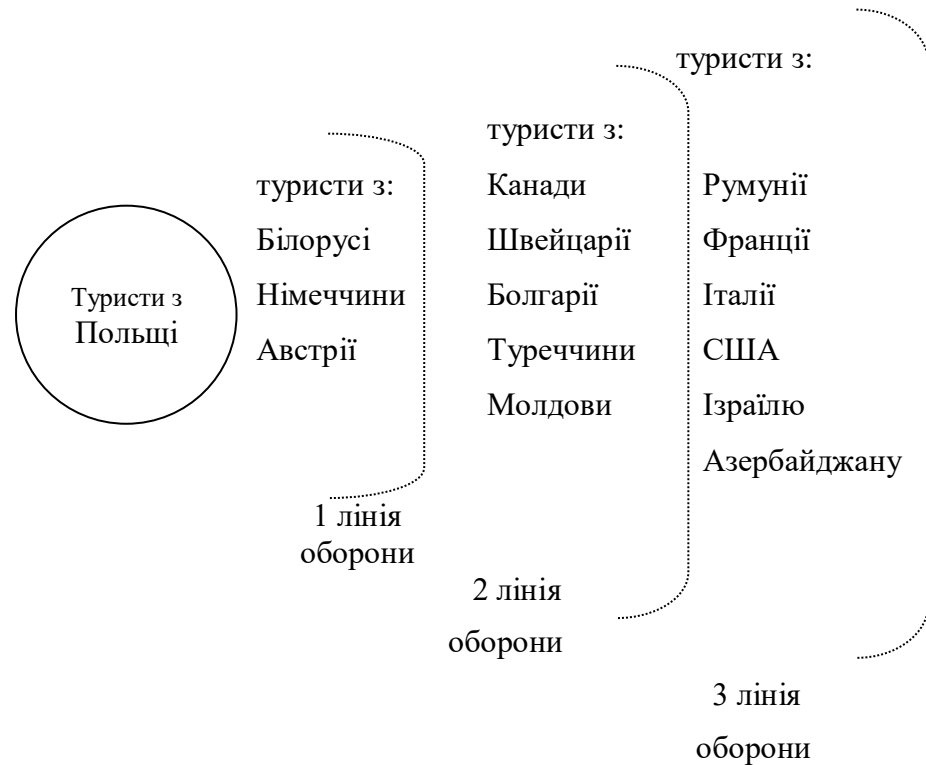 Туристи з
Польщі
туристи з:
Білорусі
Німеччини
Австрії
1 лінія
оборони
туристи з:
Канади
Швейцарії
Болгарії
Туреччини
Молдови
2 лінія
оборони
туристи з:
Румунії
Франції
Італії
США
Ізраїлю
Азербайджану
3 лінія
оборони